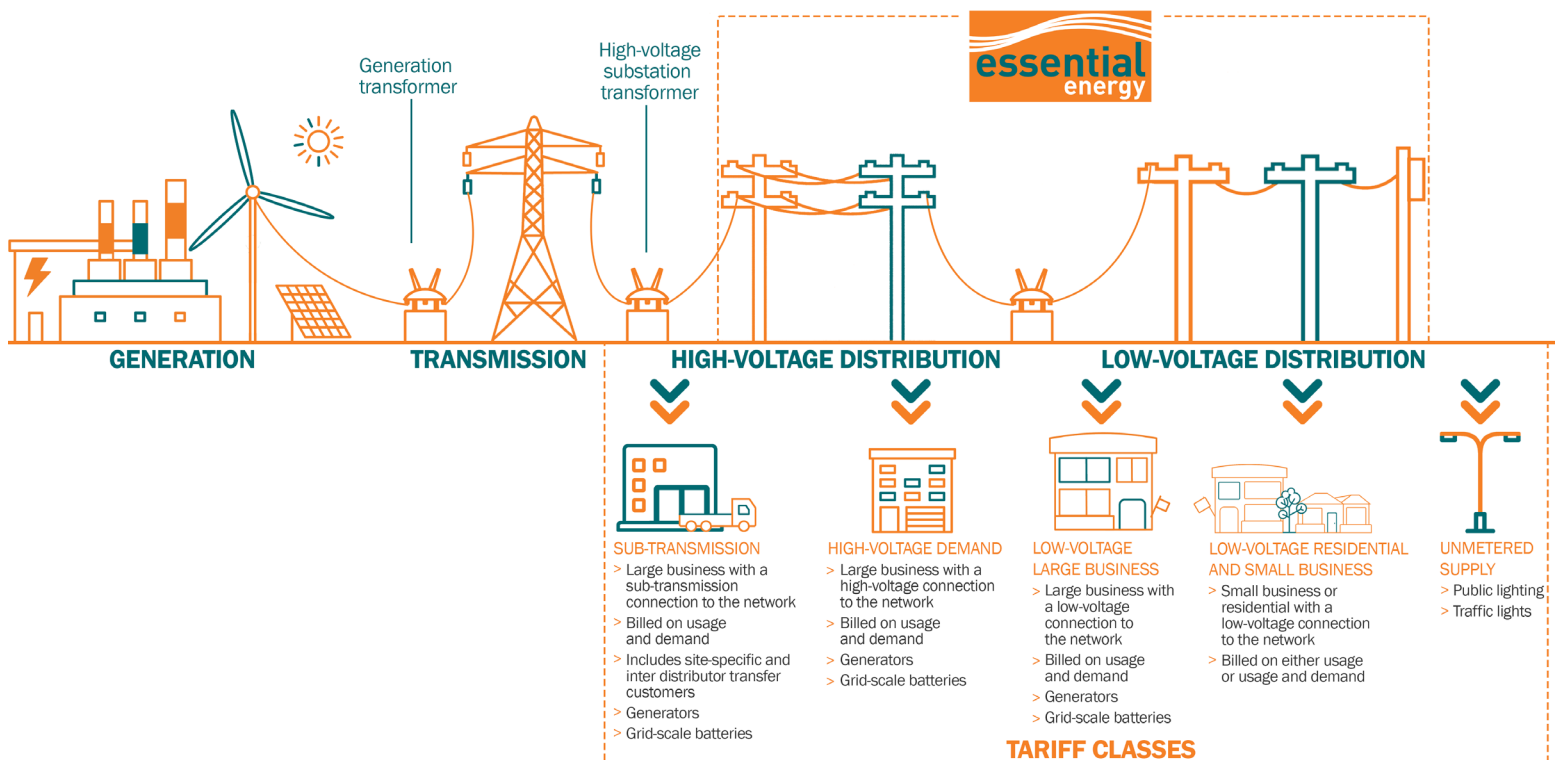 Generation
transformer
High-voltage
substation
transformer
essential
energy
GENERATION
TRANSMISSION
HIGH-VOLTAGE DISTRIBUTION
LOW-VOLTAGE DISTRIBUTION
SUB-TRANSMISSION
> Large business with a
sub-transmission
connection to the network
> Billed on usage
and demand
> Includes site-specific and
inter distributor transfer
customers
> Generators
> Grid-scale batteries
HIGH-VOLTAGE DEMAND
> Large business with a
high-voltage connection
to the network
> Billed on usage
and demand
> Generators
> Grid-scale batteries
LOW-VOLTAGE
LARGE BUSINESS
> Large business with
a low-voltage
connection to
the network
> Billed on usage
and demand
> Generators
> Grid-scale batteries
LOW-VOLTAGE RESIDENTIAL
AND SMALL BUSINESS
> Small business or
residential with a
low-voltage connection
to the network
> Billed on either usage
or usage and demand
UNMETERED
SUPPLY
> Public lighting
> Traffic lights
TARIFF CLASSES